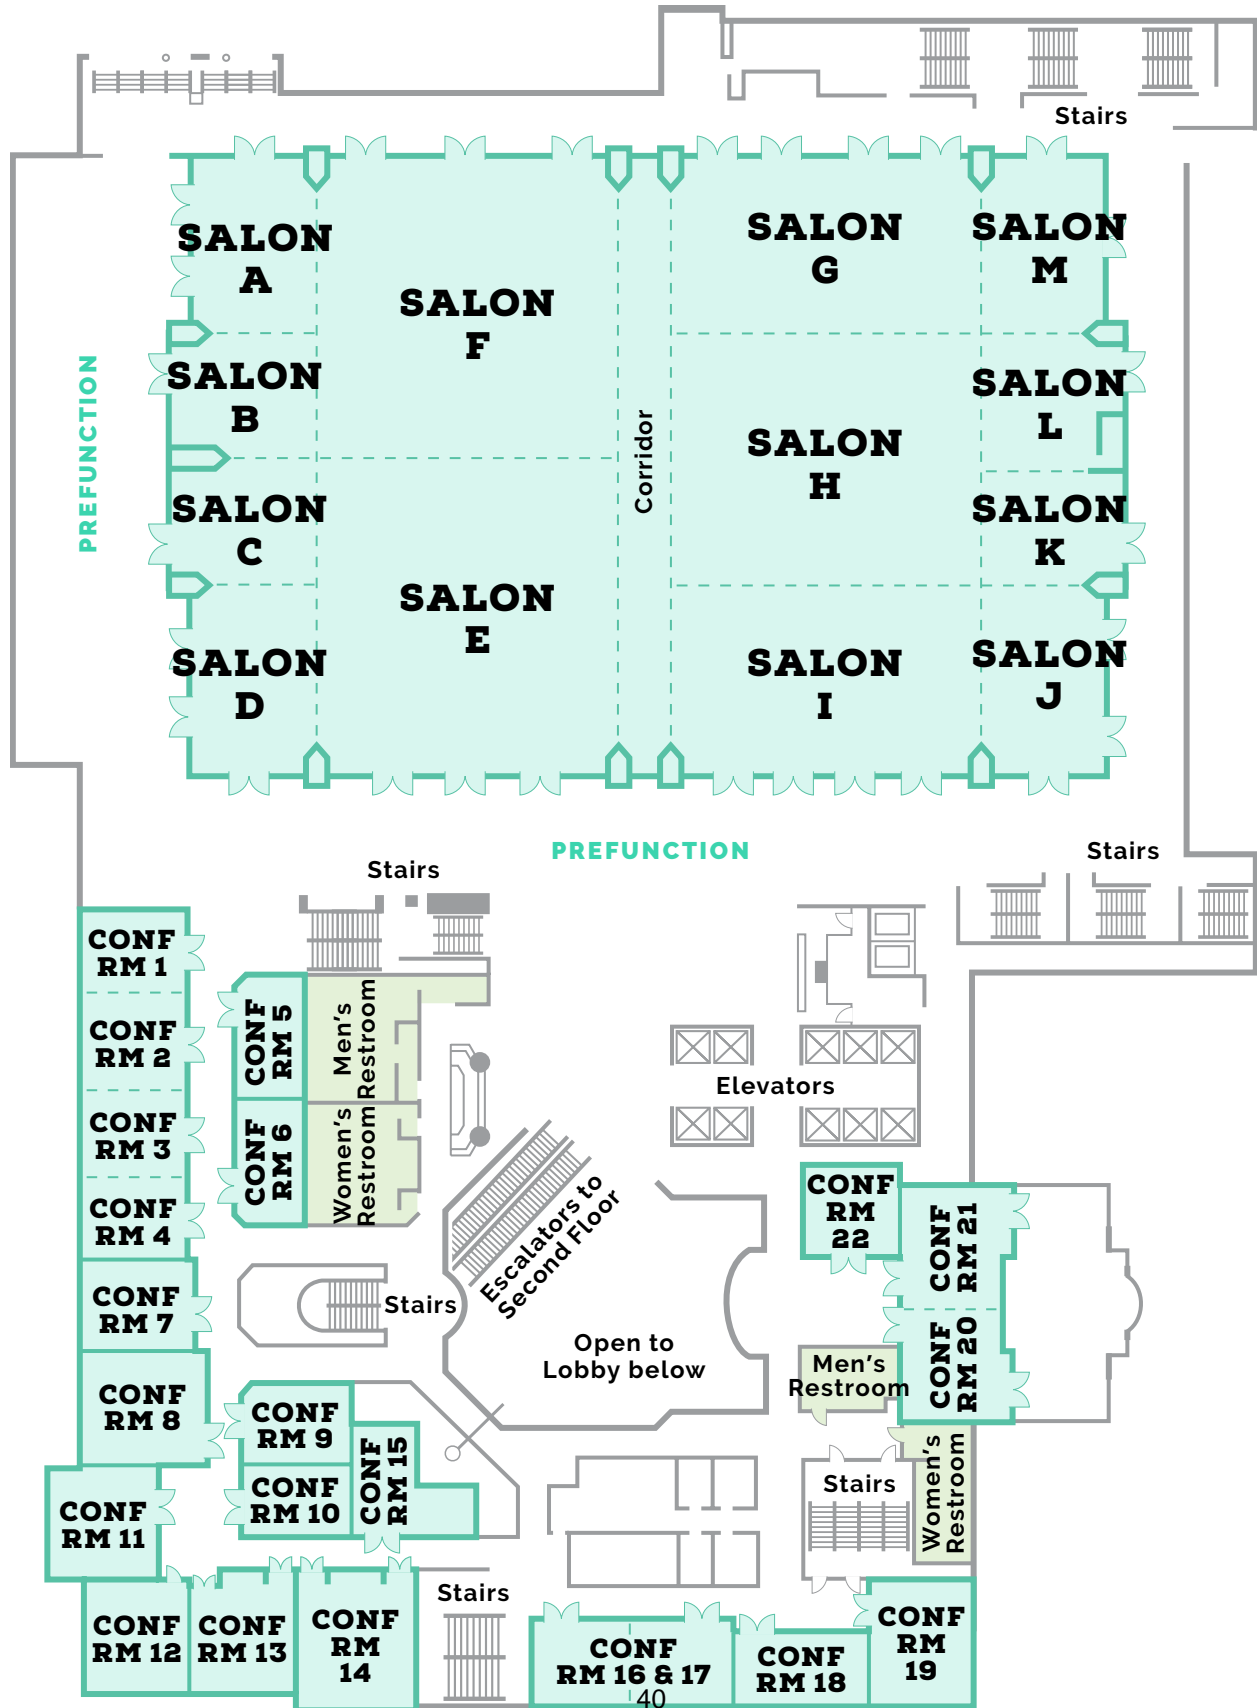 Stairs
SALON
A
SALON
F
SALON
G
SALON
M
SALON
B
SALON
L
PREFUNCTION
Corridor
SALON
H
SALON
C
SALON
K
SALON
E
SALON
D
SALON
I
SALON
J
PREFUNCTION
Stairs
Stairs
CONF
RM 1
CONF
RM 2
CONF
RM 3
CONF
RM 4
CONF
RM 5
Men's
Restroom
CONF
RM 6
Women's
Restroom
Elevators
Escalators to
Second Floor
CONF
RM
22
CONF
RM 21
CONF
RM 20
CONF
RM 7
Stairs
Open to
Lobby below
Men's
Restroom
CONF
RM 8
CONF
RM 9
CONF
RM 10
CONF
RM 15
Stairs
Women's
Restroom
CONF
RM 11
CONF
RM 12
CONF
RM 13
CONF
RM
14
Stairs
CONF
RM 16 & 17
CONF
RM 18
CONF
RM
19
40